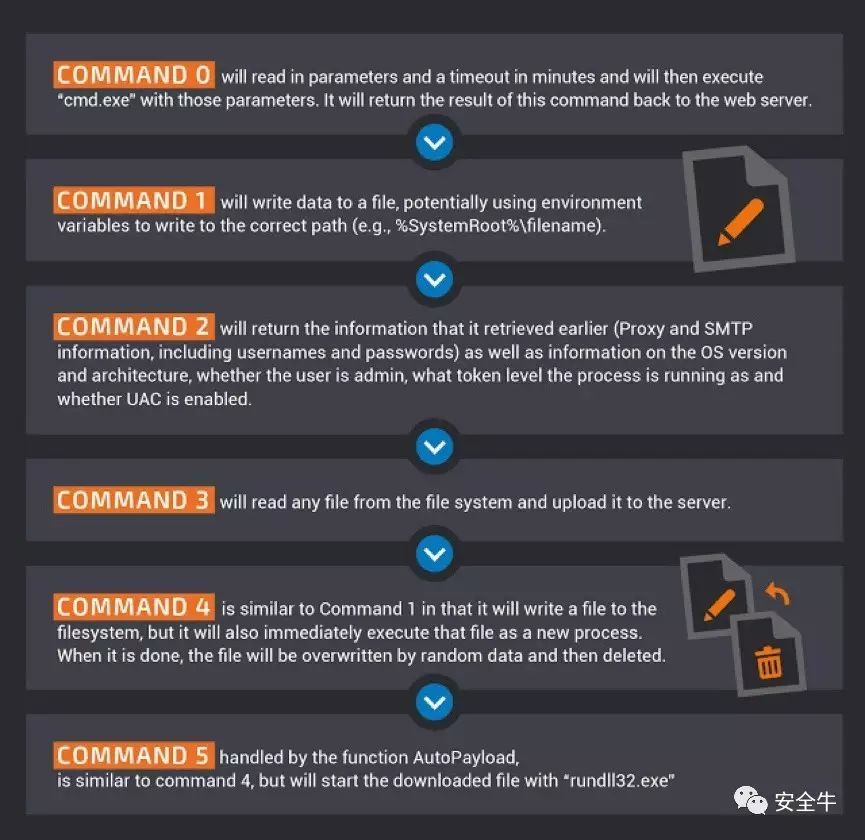 COMMAND 0 will read in parameters and a timeout in minutes and will then execute
“cmd.exe” with those parameters. It will return the result of this command back to the web server.
COMMAND 1 will write data to a file, potentially using environment
variables to write to the correct path (e.g., %SystemRoot%\filename).
COMMAND 2 will return the information that it retrieved earlier (Proxy and SMTP
information, including usernames and passwords) as well as information on the OS version
and architecture, whether the user is admin, what token level the process is running as and
whether UAC is enabled.
COMMAND 3 will read any file from the file system and upload it to the server.
COMMAND 4 is similar to Command 1 in that it will write a file to the
filesystem, but it will also immediately execute that file as a new process.
When it is done, the file will be overwritten by random data and then deleted.
COMMAND 5 handled by the function AutoPayload,
is similar to command 4, but will start the downloaded file with “rundll32.exe”
安全牛